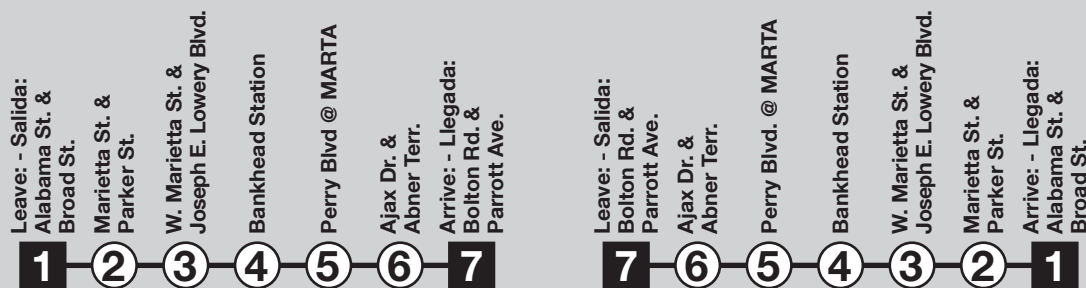 Leave: - Salida:
Alabama St. &
Broad St.
Marietta St. &
Parker St.
W. Marietta St. &
Joseph E. Lowery Blvd.
Bankhead Station
Perry Blvd @ MARTA
Ajax Dr. &
Abner Terr.
Arrive: - Llegada:
Bolton Rd. &
Parrott Ave.
1 2 3 4 5 6 7
Leave: - Salida:
Bolton Rd. &
Parrott Ave.
Ajax Dr. &
Abner Terr.
Perry Blvd. @ MARTA
Bankhead Station
W. Marietta St. &
Joseph E. Lowery Blvd.
Marietta St. &
Parker St.
Arrive: - Llegada:
Alabama St. &
Broad St.
7 6 5 4 3 2 1